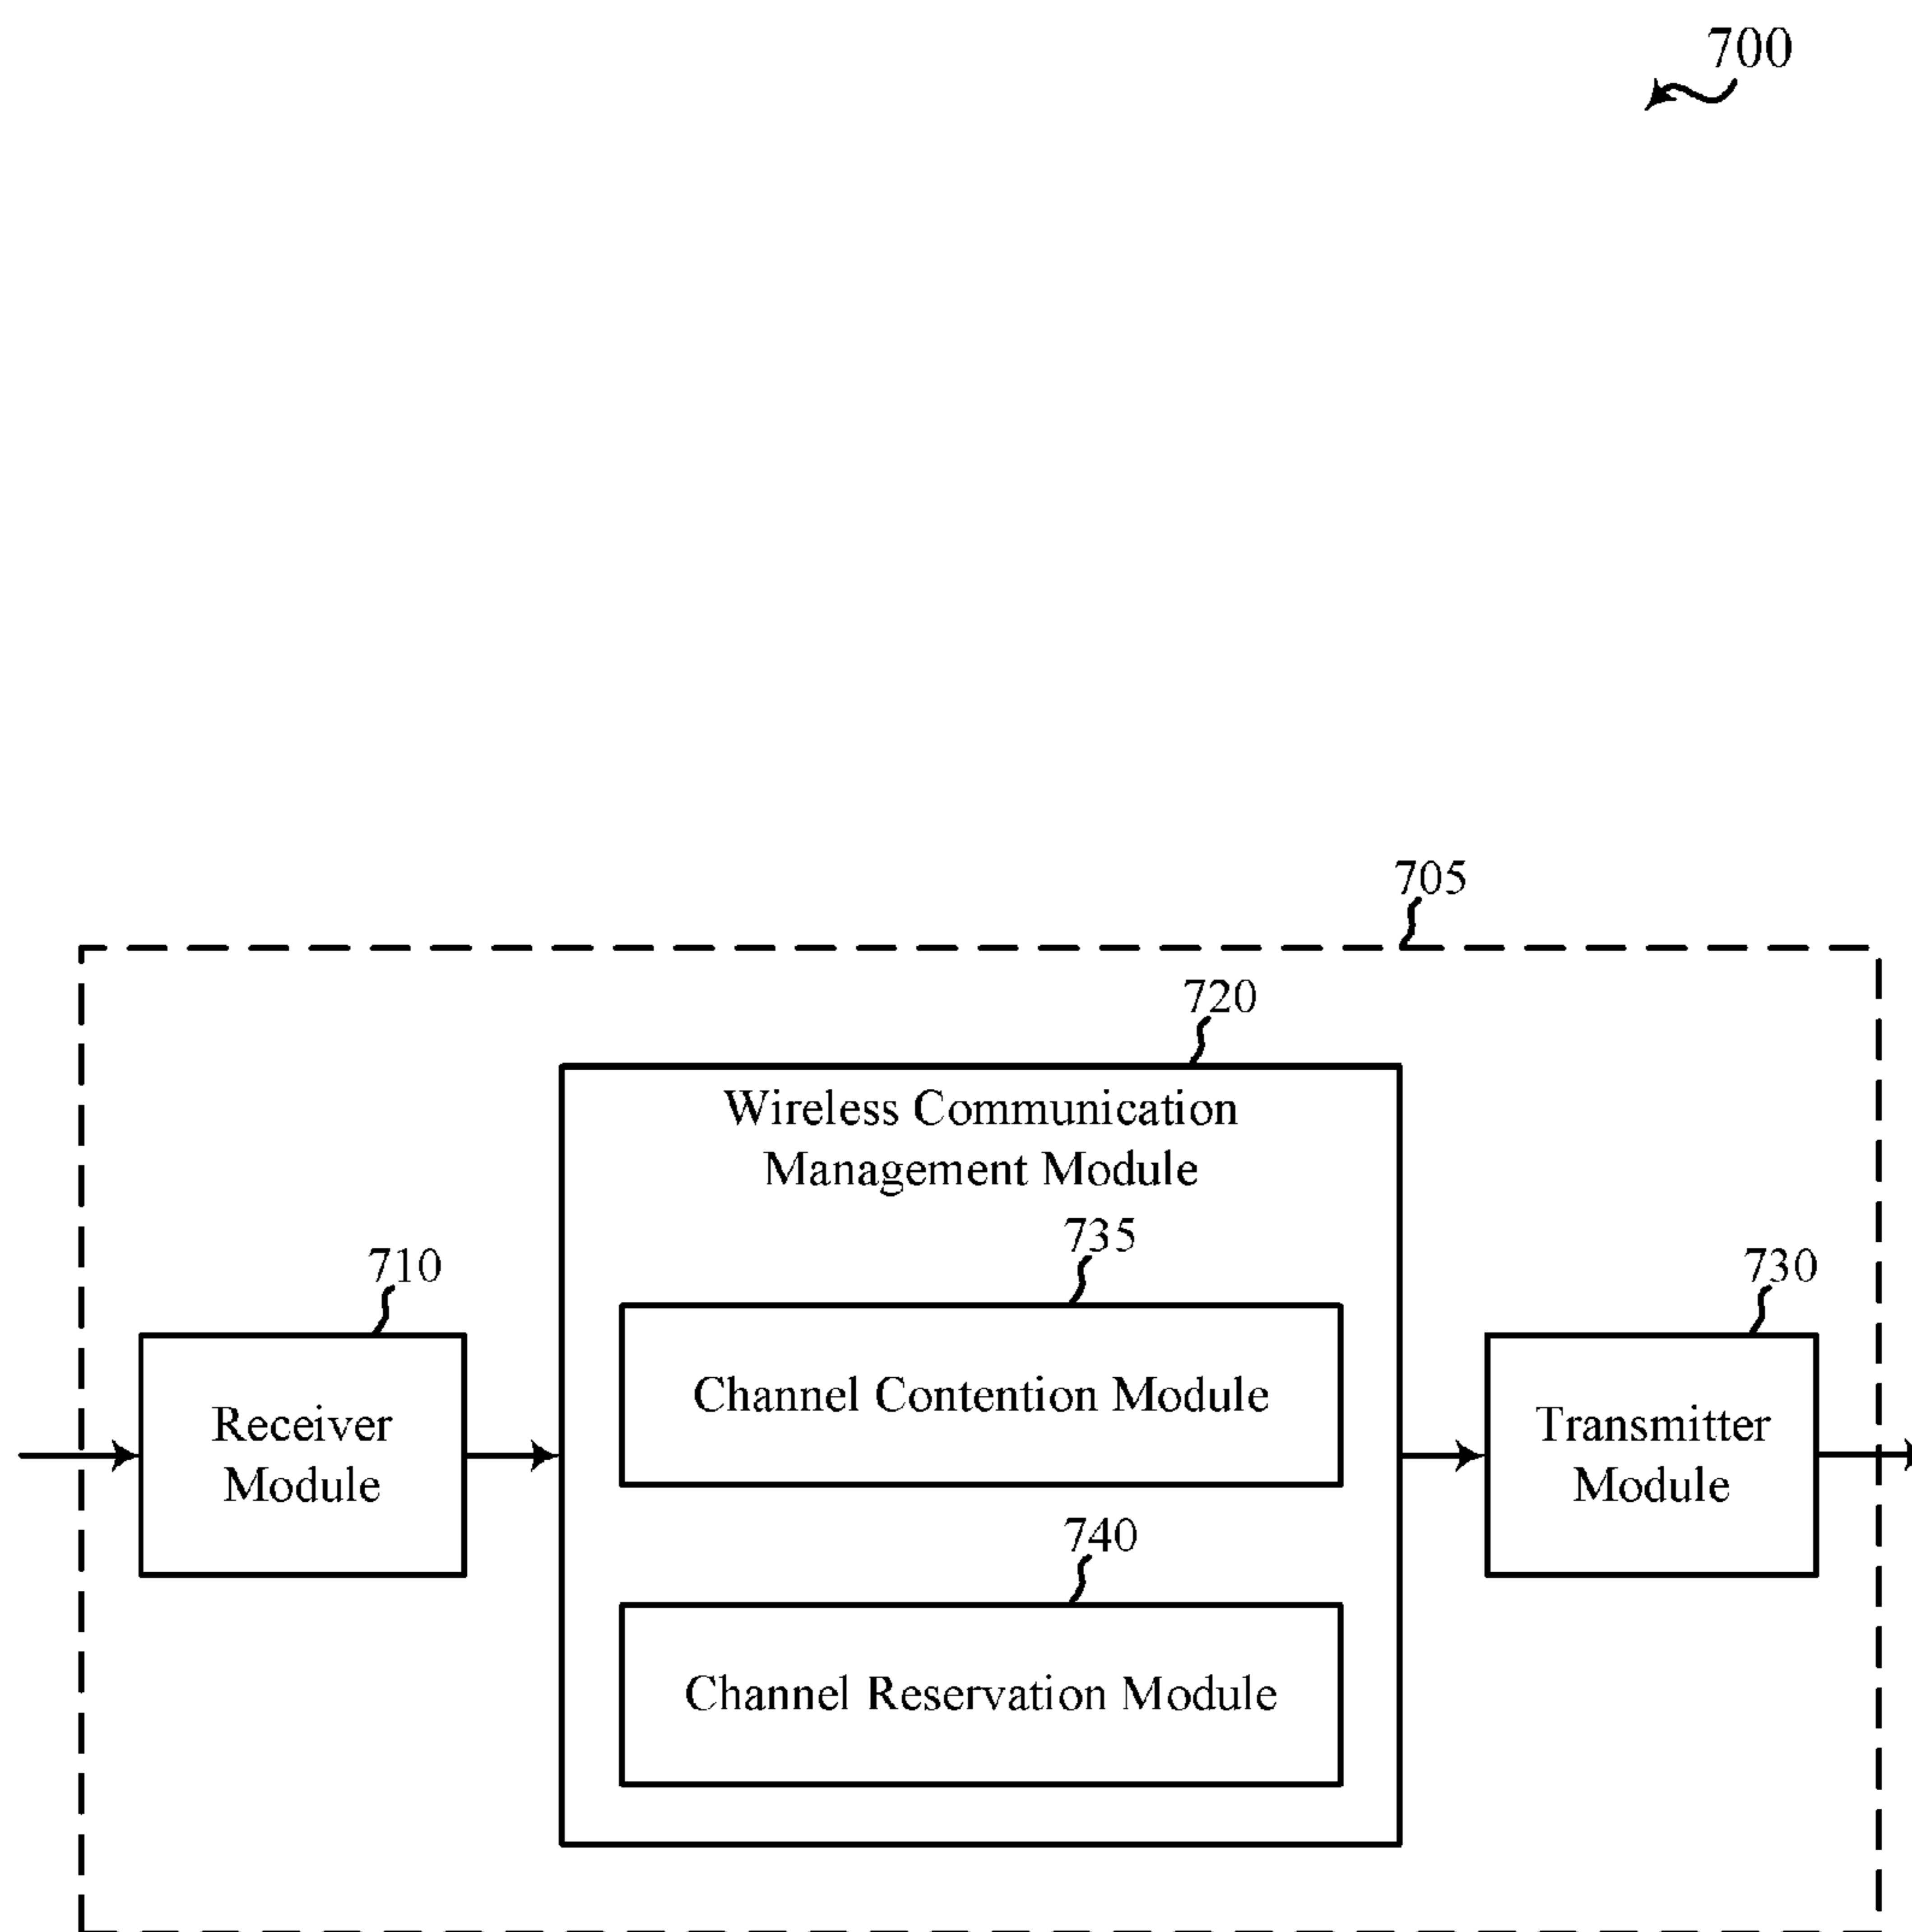 700
705
720
Wireless Communication
Management Module
735
710
730
Channel Contention Module
Receiver
Module
Transmitter
Module
740
Channel Reservation Module